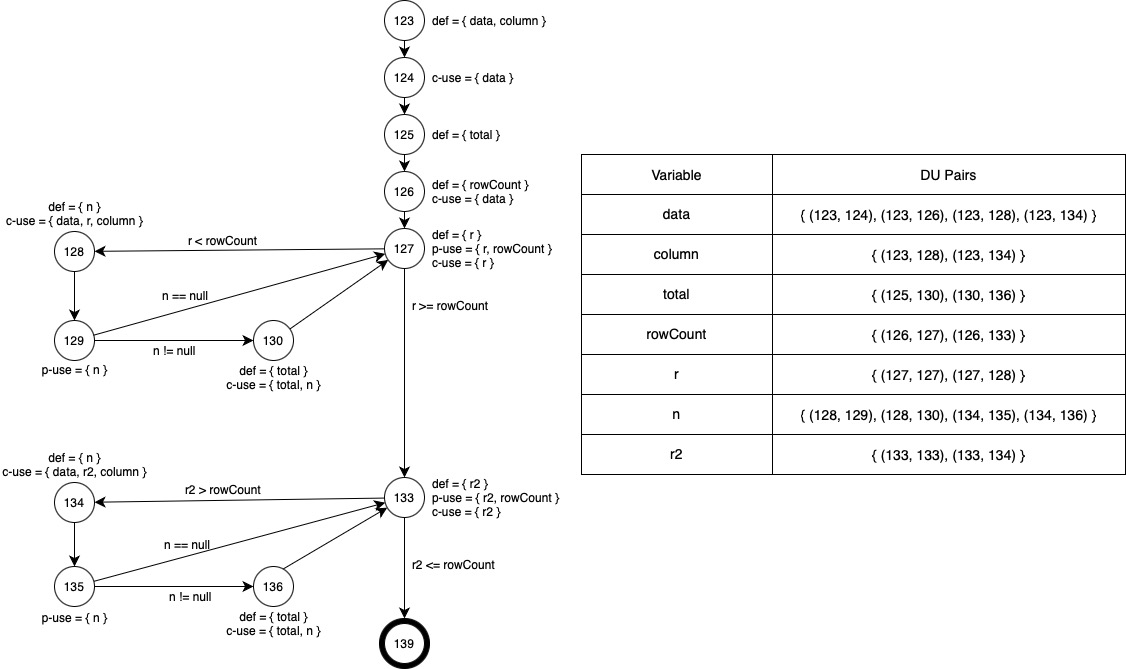 123
def = { data, column }
124
c-use = { data }
125
def = { total }
126
def = { rowCount }
c-use = { data }
127
def = { r }
p-use = { r, rowCount }
c-use = { r }
r < rowCount
def = { n }
c-use = { data, r, column }
128
n == null
129
p-use = { n }
n != null
130
def = { total }
c-use = { total, n }
r >= rowCount
133
def = { r2 }
p-use = { r2, rowCount }
c-use = { r2 }
r2 > rowCount
def = { n }
c-use = { data, r2, column }
134
n == null
135
p-use = { n }
n != null
136
def = { total }
c-use = { total, n }
r2 <= rowCount
139
Variable DU Pairs
data { (123, 124), (123, 126), (123, 128), (123, 134) }
column { (123, 128), (123, 134) }
total { (125, 130), (130, 136) }
rowCount { (126, 127), (126, 133) }
r { (127, 127), (127, 128) }
n { (128, 129), (128, 130), (134, 135), (134, 136) }
r2 { (133, 133), (133, 134) }